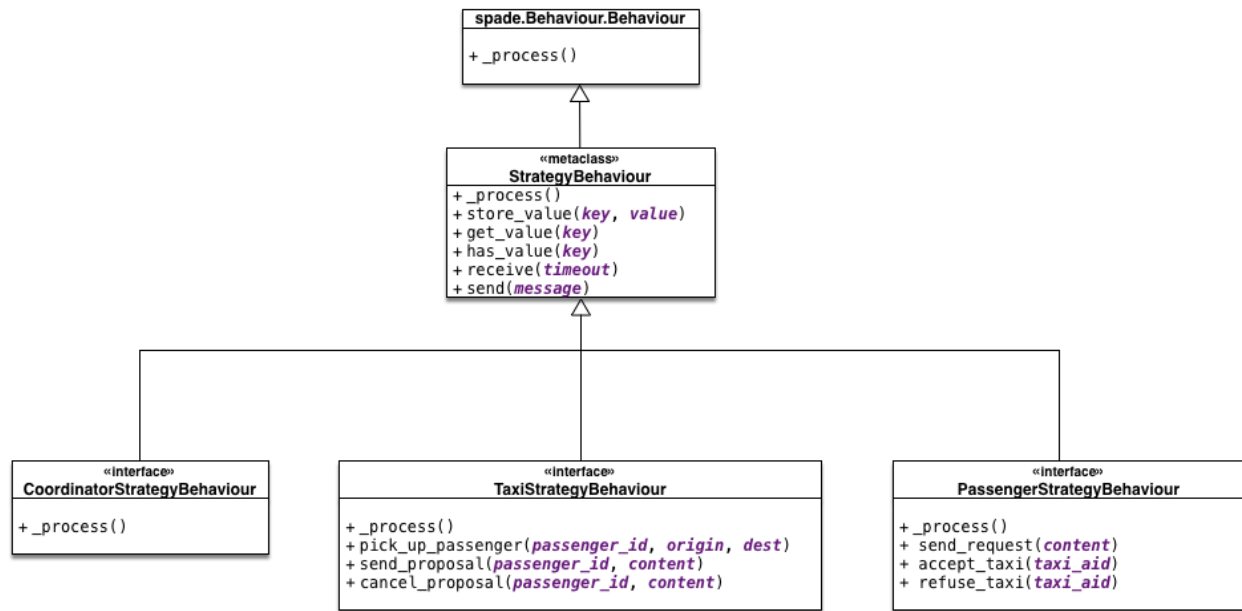 spade.Behaviour.Behaviour
+ _process()
«metaclass»
StrategyBehaviour
+ _process()
+ store_value(key, value)
+ get_value(key)
+ has_value(key)
+ receive(timeout)
+ send(message)
«interface»
CoordinatorStrategyBehaviour
+ _process()
«interface»
TaxiStrategyBehaviour
+ _process()
+ pick_up_passenger(passenger_id, origin, dest)
+ send_proposal(passenger_id, content)
+ cancel_proposal(passenger_id, content)
«interface»
PassengerStrategyBehaviour
+ _process()
+ send_request(content)
+ accept_taxi(taxi_aid)
+ refuse_taxi(taxi_aid)